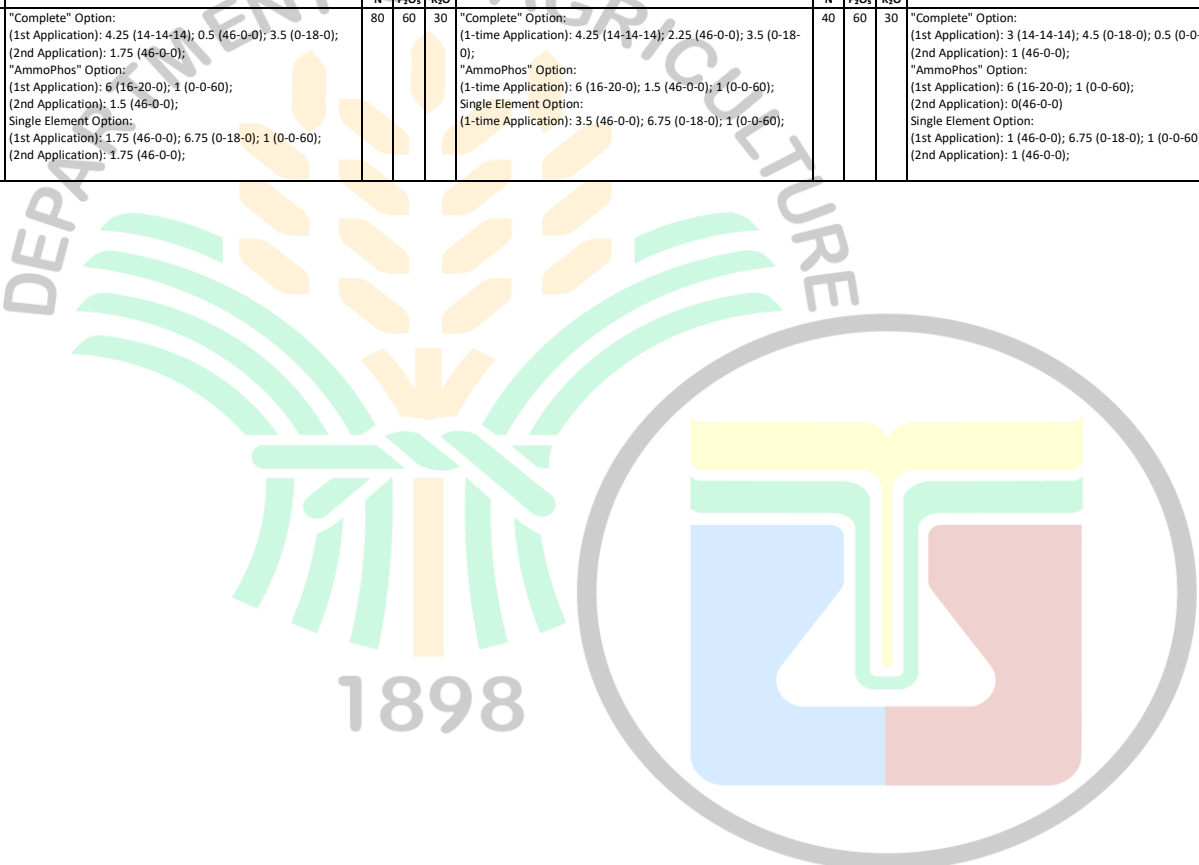 N P₂O₅ K₂O
"Complete" Option:
(1st Application): 4.25 (14-14-14); 0.5 (46-0-0); 3.5 (0-18-0);
(2nd Application): 1.75 (46-0-0);
"AmmoPhos" Option:
(1st Application): 6 (16-20-0); 1 (0-0-60);
(2nd Application): 1.5 (46-0-0);
Single Element Option:
(1st Application): 1.75 (46-0-0); 6.75 (0-18-0); 1 (0-0-60);
(2nd Application): 1.75 (46-0-0);
80 60 30
"Complete" Option:
(1-time Application): 4.25 (14-14-14); 2.25 (46-0-0); 3.5 (0-18-
0);
"AmmoPhos" Option:
(1-time Application): 6 (16-20-0); 1.5 (46-0-0); 1 (0-0-60);
Single Element Option:
(1-time Application): 3.5 (46-0-0); 6.75 (0-18-0); 1 (0-0-60);
N P₂O₅ K₂O
40 60 30
"Complete" Option:
(1st Application): 3 (14-14-14); 4.5 (0-18-0); 0.5 (0-0-
(2nd Application): 1 (46-0-0);
"AmmoPhos" Option:
(1st Application): 6 (16-20-0); 1 (0-0-60);
(2nd Application): 0(46-0-0)
Single Element Option:
(1st Application): 1 (46-0-0); 6.75 (0-18-0); 1 (0-0-60
(2nd Application): 1 (46-0-0);
DEPARTMENT AGRICULTURE
1898